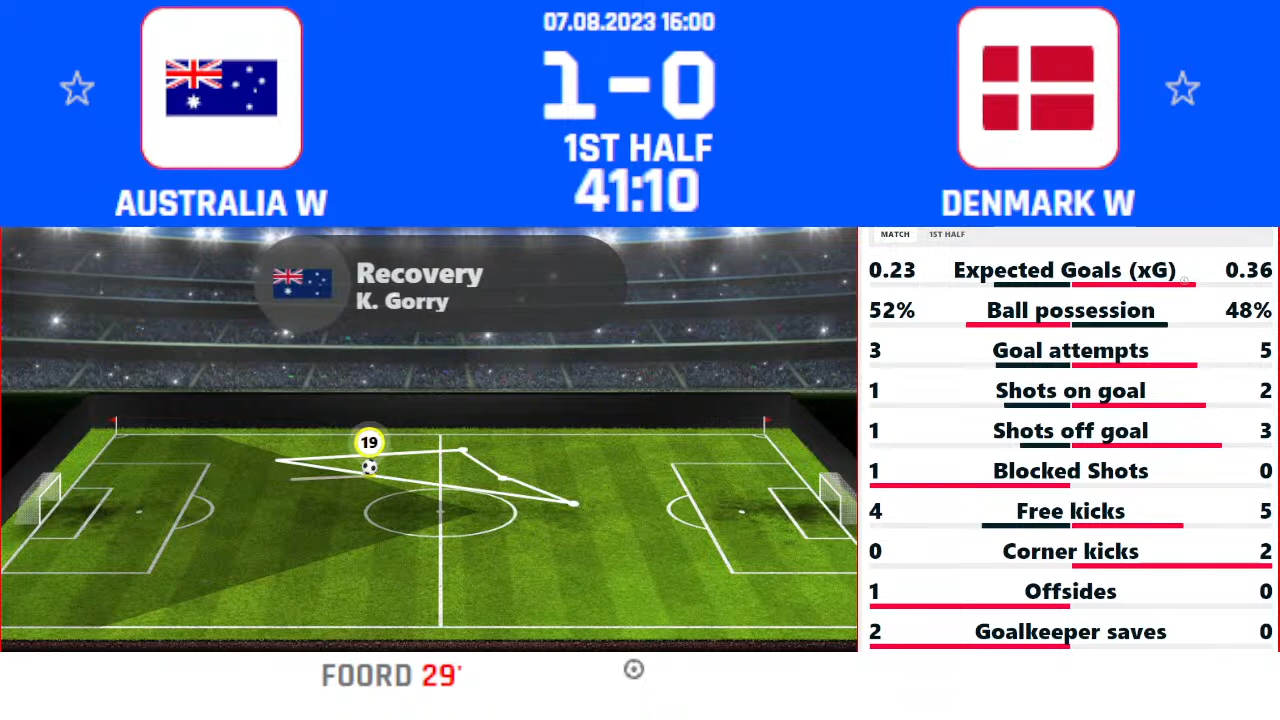 07.08.2023 16:00
1-0
1ST HALF
41:10
AUSTRALIA W
DENMARK W
Recovery
K. Gorry
19
MATCH 1ST HALF
0.23 Expected Goals (xG) 0.36
52% Ball possession 48%
3 Goal attempts 5
1 Shots on goal 2
1 Shots off goal 3
1 Blocked Shots 0
4 Free kicks 5
0 Corner kicks 2
1 Offsides 0
2 Goalkeeper saves 0
FOORD 29'